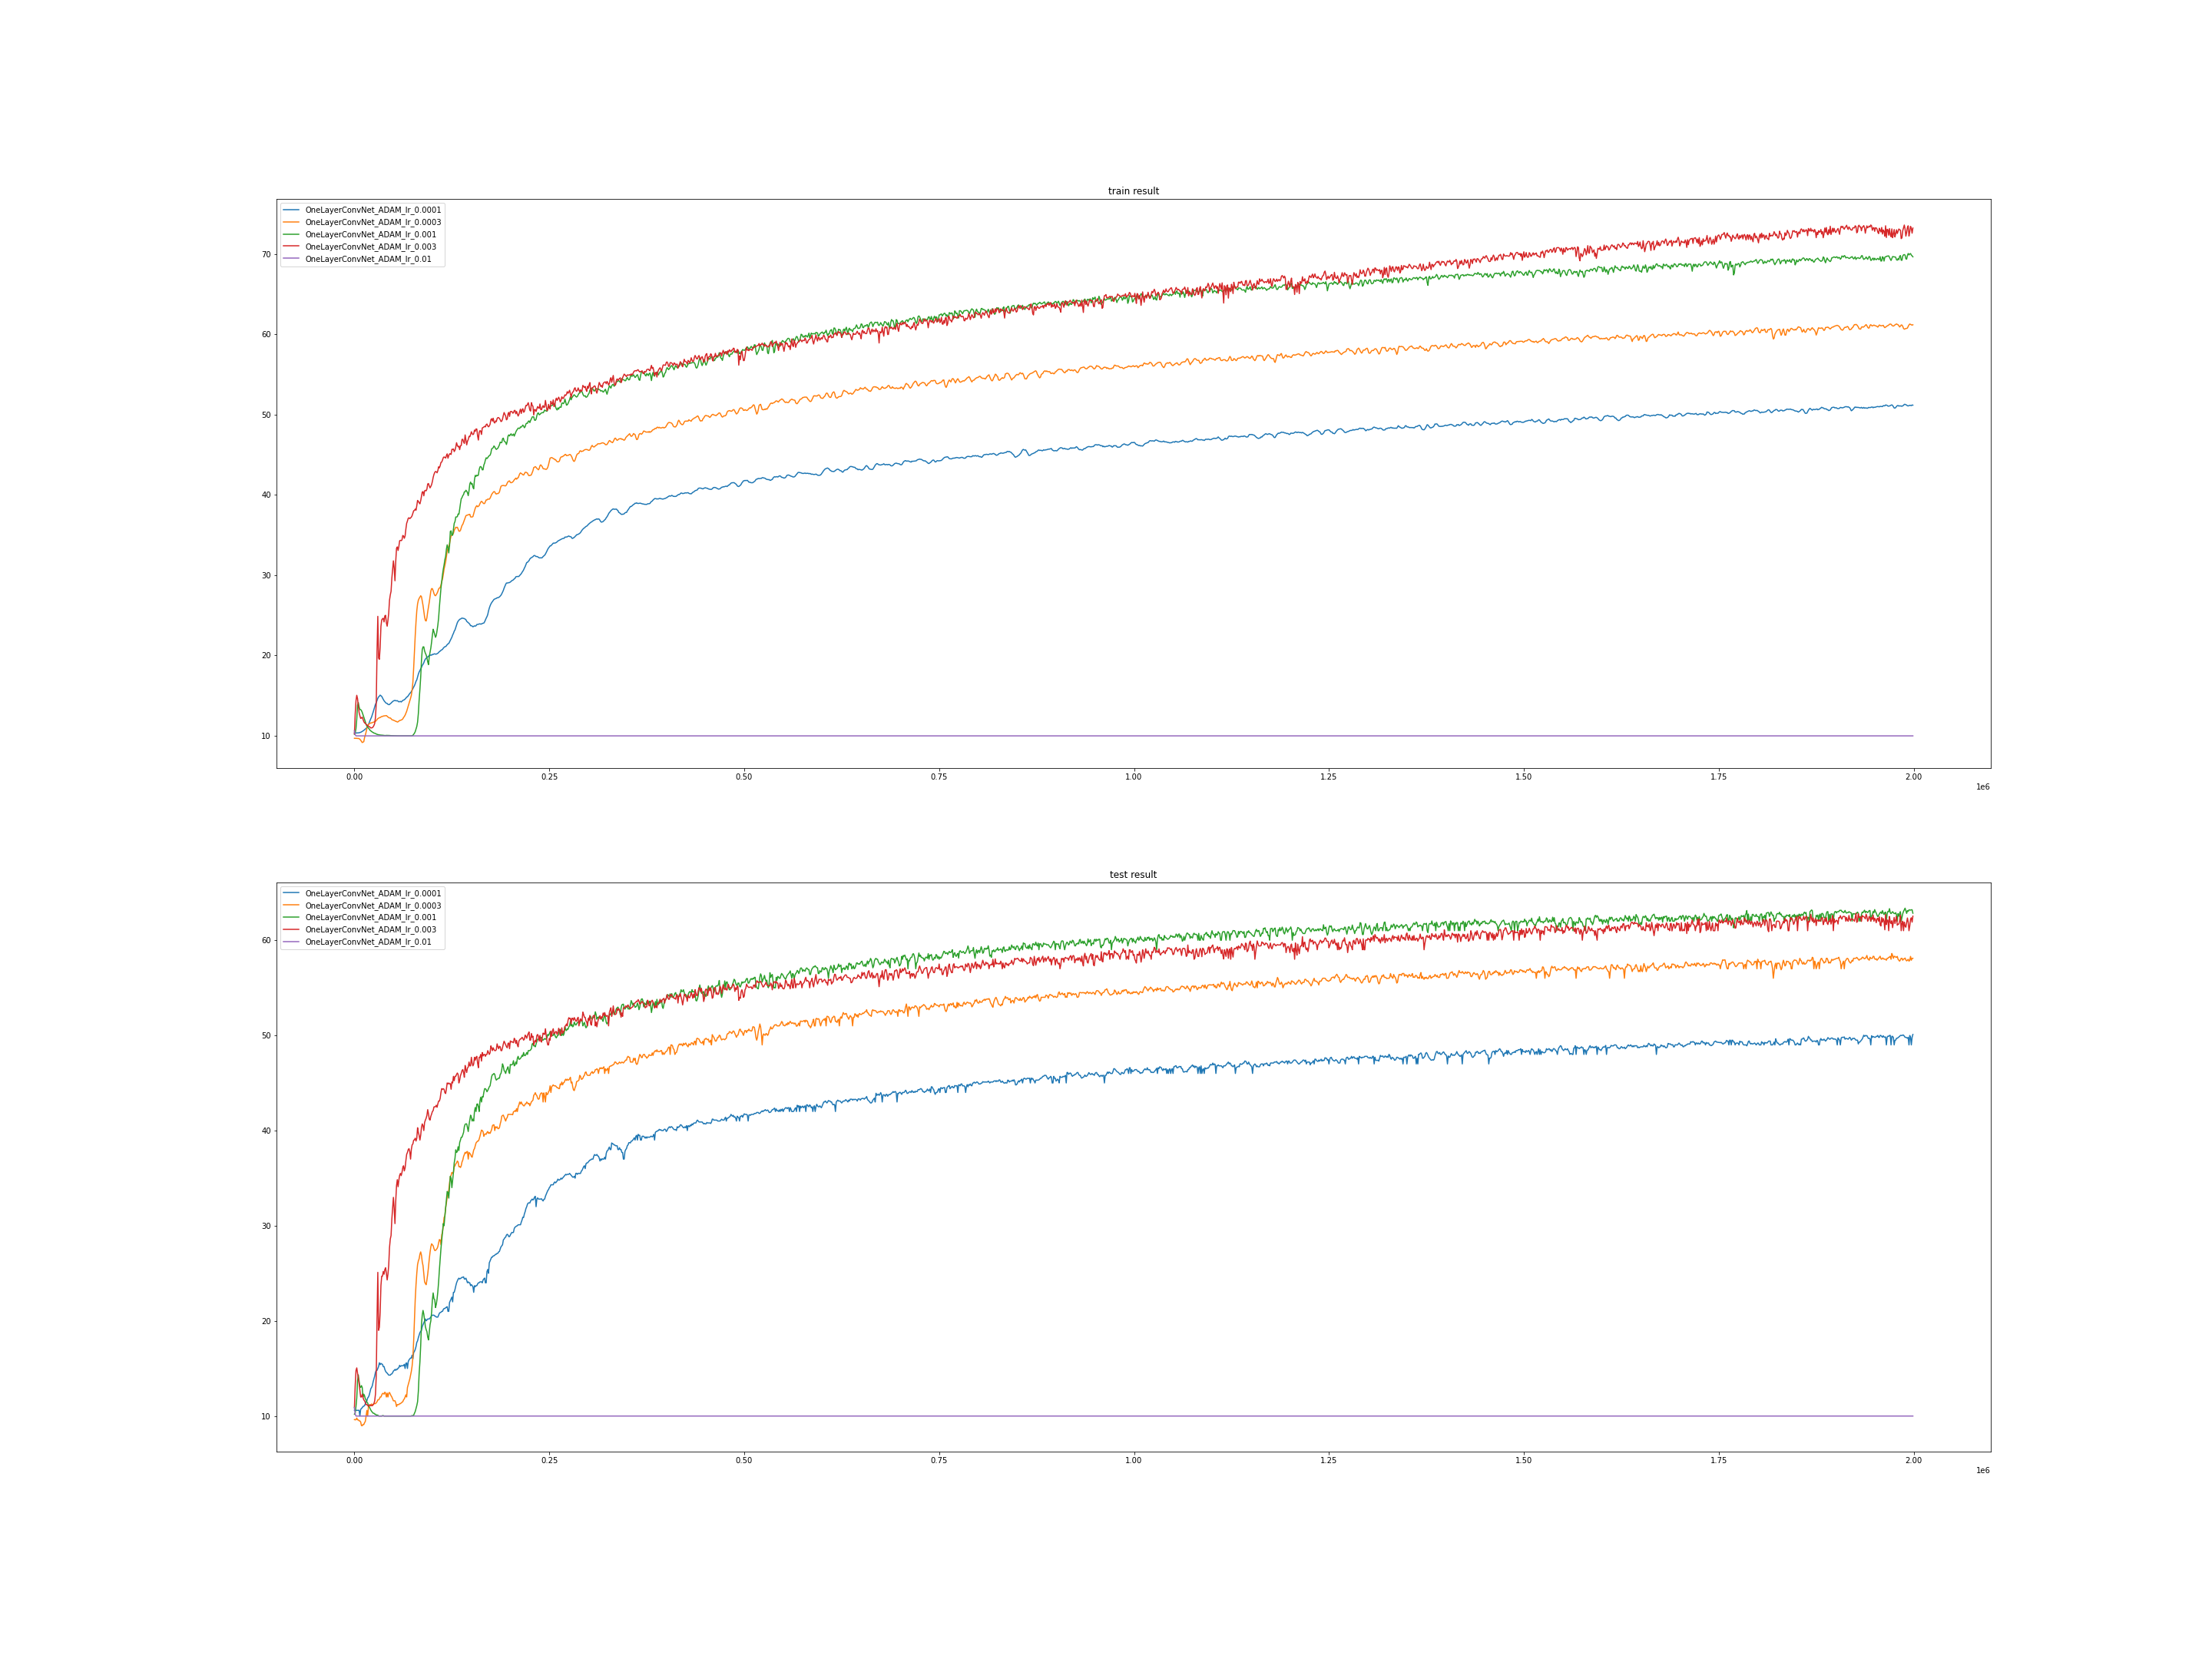 train result
OneLayerConvNet_ADAM_lr_0.0001
OneLayerConvNet_ADAM_lr_0.0003
OneLayerConvNet_ADAM_lr_0.001
OneLayerConvNet_ADAM_lr_0.003
OneLayerConvNet_ADAM_lr_0.01
70
60
50
40
30
20
10
0.00 0.25 0.50 0.75 1.00 1.25 1.50 1.75 2.00
1e6
test result
OneLayerConvNet_ADAM_lr_0.0001
OneLayerConvNet_ADAM_lr_0.0003
OneLayerConvNet_ADAM_lr_0.001
OneLayerConvNet_ADAM_lr_0.003
OneLayerConvNet_ADAM_lr_0.01
60
50
40
30
20
10
0.00 0.25 0.50 0.75 1.00 1.25 1.50 1.75 2.00
1e6